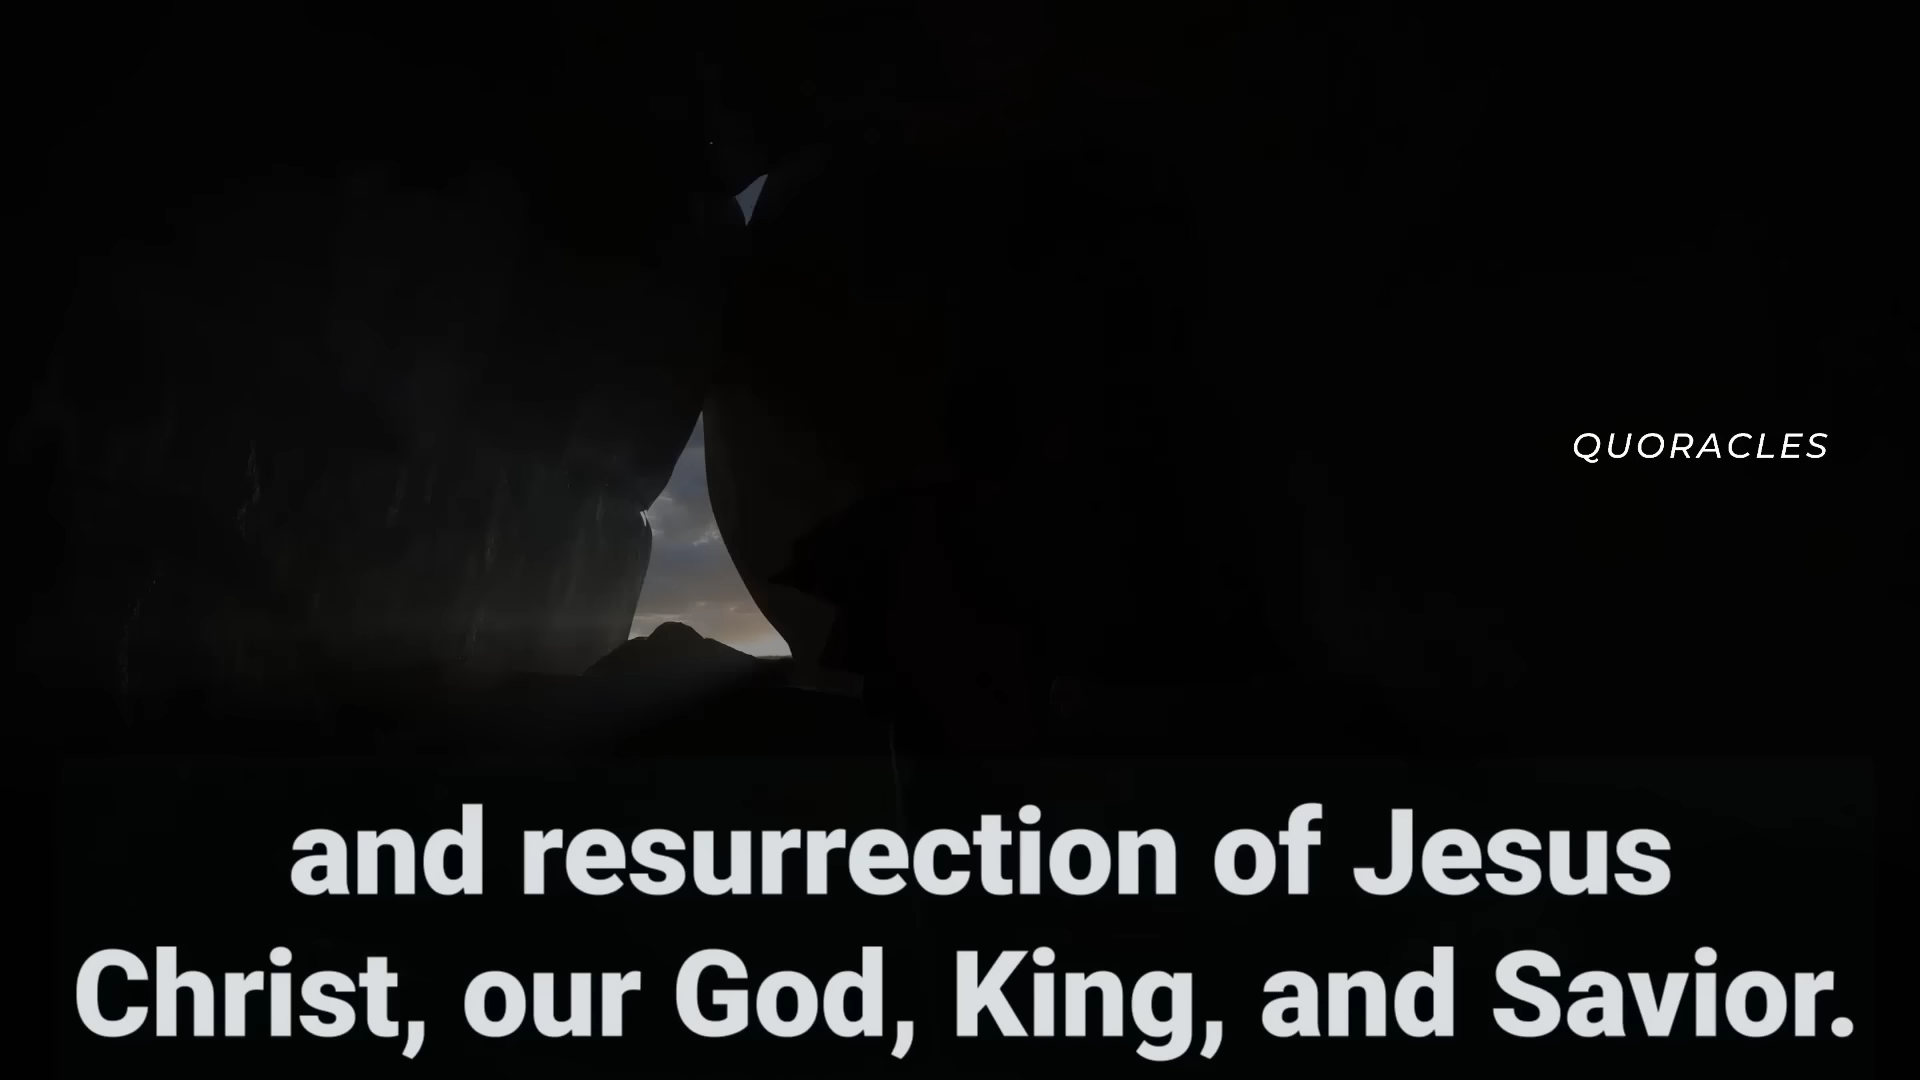 QUORACLES
and resurrection of Jesus
Christ, our God, King, and Savior.